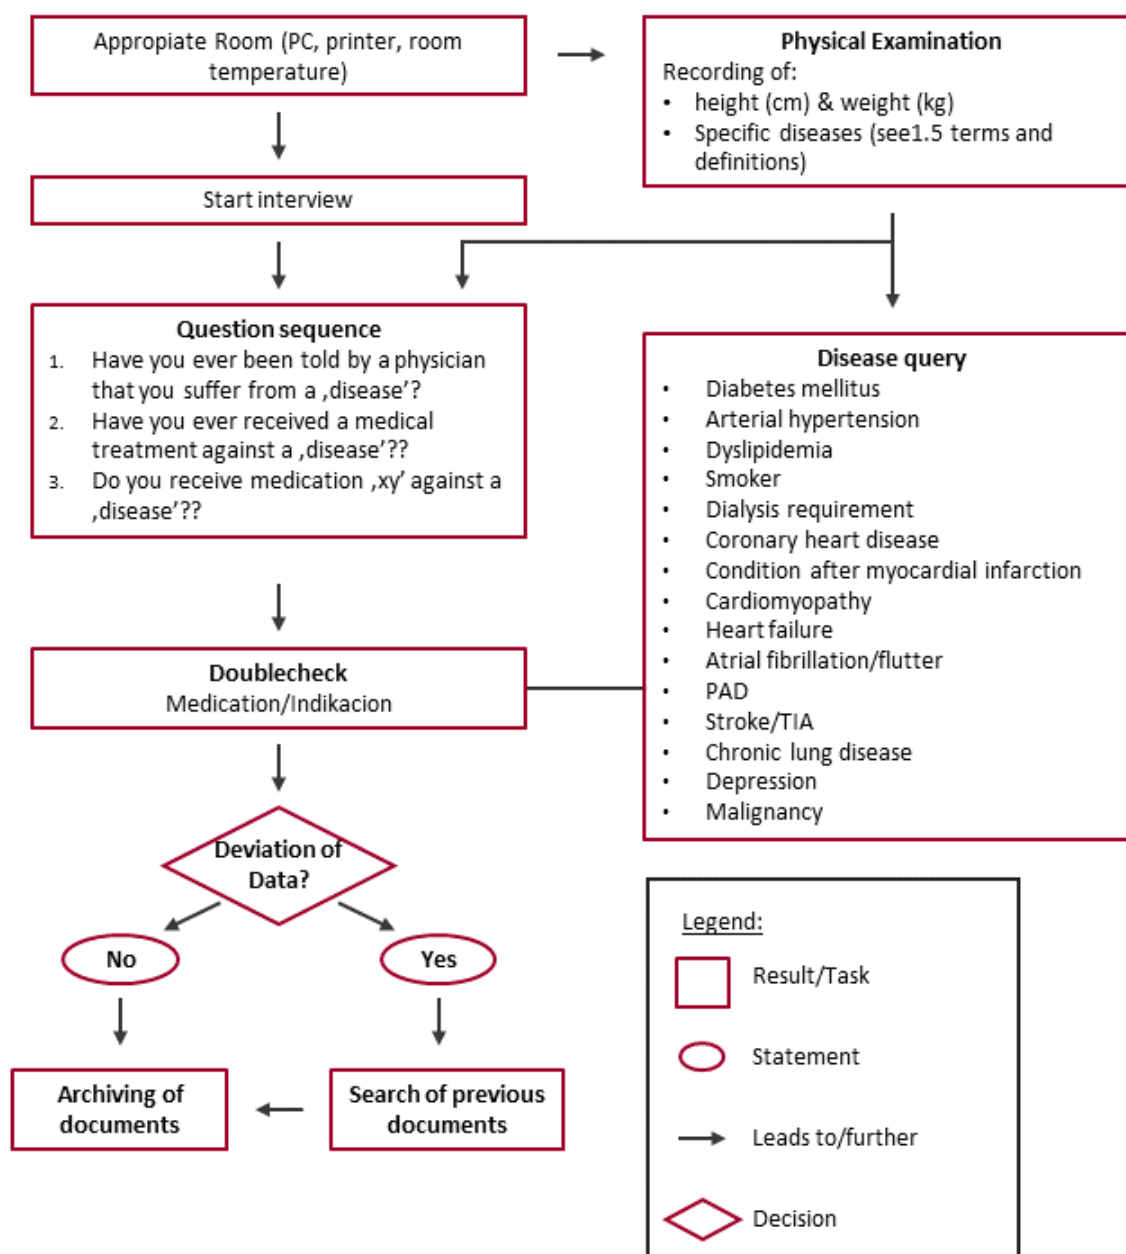 Appropiate Room (PC, printer, room
temperature)
Physical Examination
Recording of:
• height (cm) & weight (kg)
• Specific diseases (see1.5 terms and
definitions)
Start interview
Question sequence
1. Have you ever been told by a physician
that you suffer from a ‚disease’?
2. Have you ever received a medical
treatment against a ‚disease’??
3. Do you receive medication ‚xy’ against a
‚disease’??
Disease query
• Diabetes mellitus
• Arterial hypertension
• Dyslipidemia
• Smoker
• Dialysis requirement
• Coronary heart disease
• Condition after myocardial infarction
• Cardiomyopathy
• Heart failure
• Atrial fibrillation/flutter
• PAD
• Stroke/TIA
• Chronic lung disease
• Depression
• Malignancy
Doublecheck
Medication/Indikacion
Deviation of
Data?
No
Yes
Archiving of
documents
Search of previous
documents
Legend:
Result/Task
Statement
Leads to/further
Decision